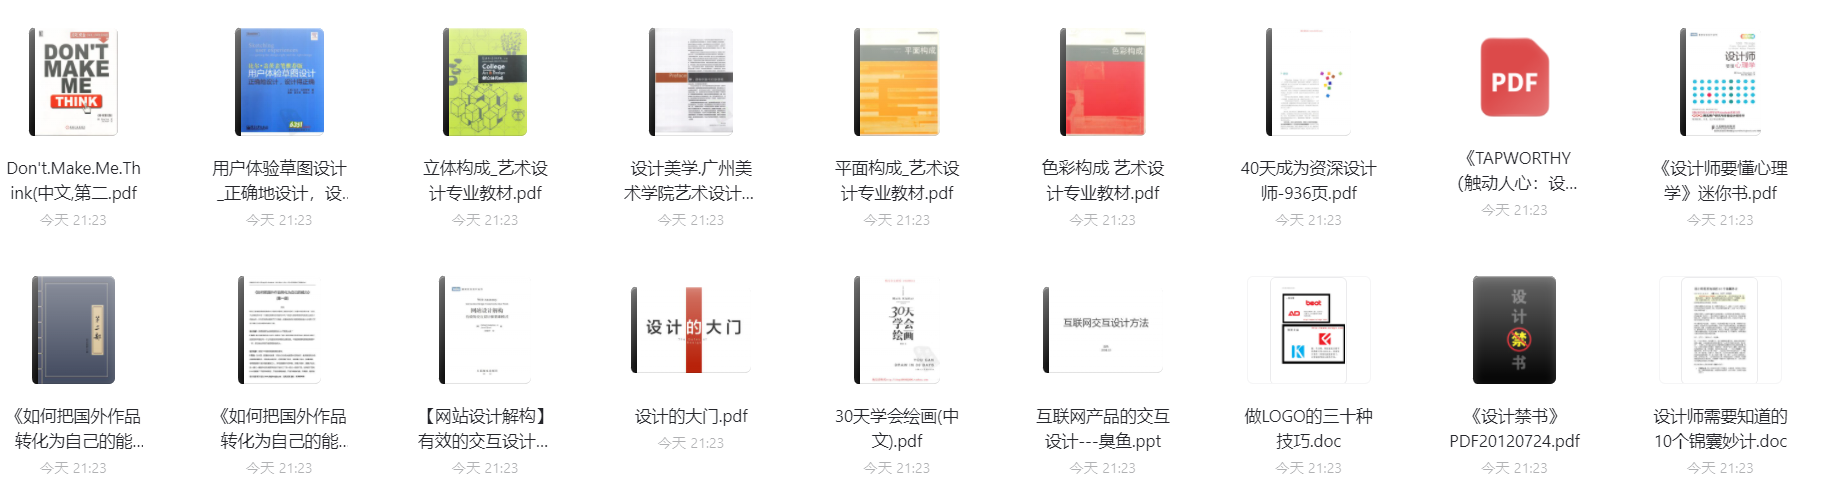 DON'T
MAKE
ME
THINK
用户体验草图设计
College
平面构成
色彩构成
PDF
设计师
要懂心理学
Don't.Make.Me.Th
ink(中文,第二.pdf
今天 21:23
用户体验草图设计
_正确地设计，设..
今天 21:23
立体构成_艺术设
计专业教材.pdf
今天 21:23
设计美学.广州美
术学院艺术设计...
今天 21:23
平面构成_艺术设
计专业教材.pdf
今天 21:23
色彩构成 艺术设
计专业教材.pdf
今天 21:23
40天成为资深设计
师-936页.pdf
今天 21:23
《TAPWORTHY
(触动人心：设...
今天 21:23
《设计师要懂心理
学》迷你书.pdf
今天 21:23
网站设计解构
设计的大门
30天
学会
绘画
互联网交互设计方法
设
计
禁
书
《如何把国外作品
转化为自己的能...
今天 21:23
《如何把国外作品
转化为自己的能...
今天 21:23
【网站设计解构】
有效的交互设计...
今天 21:23
设计的大门.pdf
今天 21:23
30天学会绘画(中
文).pdf
今天 21:23
互联网产品的交互
设计---臭鱼.ppt
今天 21:23
做LOGO的三十种
技巧.doc
今天 21:23
《设计禁书》
PDF20120724.pdf
今天 21:23
设计师需要知道的
10个锦囊妙计.doc
今天 21:23